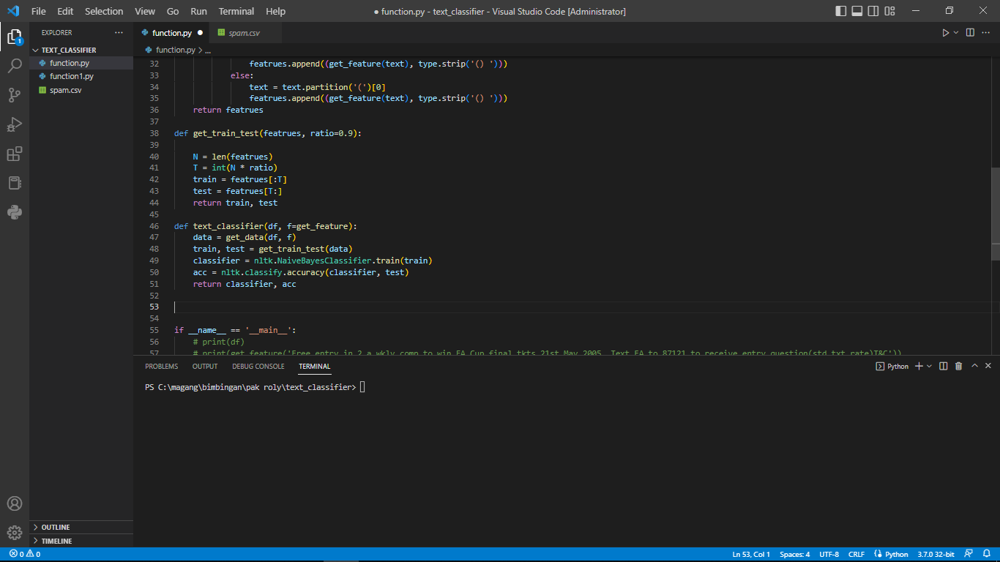 File Edit Selection View Go Run Terminal Help
● function.py - text_classifier - Visual Studio Code [Administrator]
EXPLORER
TEXT_CLASSIFIER
function.py
function1.py
spam.csv
OUTLINE
TIMELINE
1
function.py ●
spam.csv
function.py > ...
32 featrues.append((get_feature(text), type.strip('() ')))
33 else:
34 text = text.partition('(')[0]
35 featrues.append((get_feature(text), type.strip('() ')))
36 return featrues
37
38 def get_train_test(featrues, ratio=0.9):
39
40 N = len(featrues)
41 T = int(N * ratio)
42 train = featrues[:T]
43 test = featrues[T:]
44 return train, test
45
46 def text_classifier(df, f=get_feature):
47 data = get_data(df, f)
48 train, test = get_train_test(data)
49 classifier = nltk.NaiveBayesClassifier.train(train)
50 acc = nltk.classify.accuracy(classifier, test)
51 return classifier, acc
52
53
54
55 if __name__ == '__main__':
56 # print(df)
57 # print(get_feature('Free entry in 2 a wkly comp to win FA Cup final tkts 21st May 2005. Text FA to 87121 to receive entry question(std txt rate)T&C'))
PROBLEMS OUTPUT DEBUG CONSOLE TERMINAL
Python
PS C:\magang\bimbingan\pak roly\text_classifier>
0 0
Ln 53, Col 1 Spaces: 4 UTF-8 CRLF Python 3.7.0 32-bit